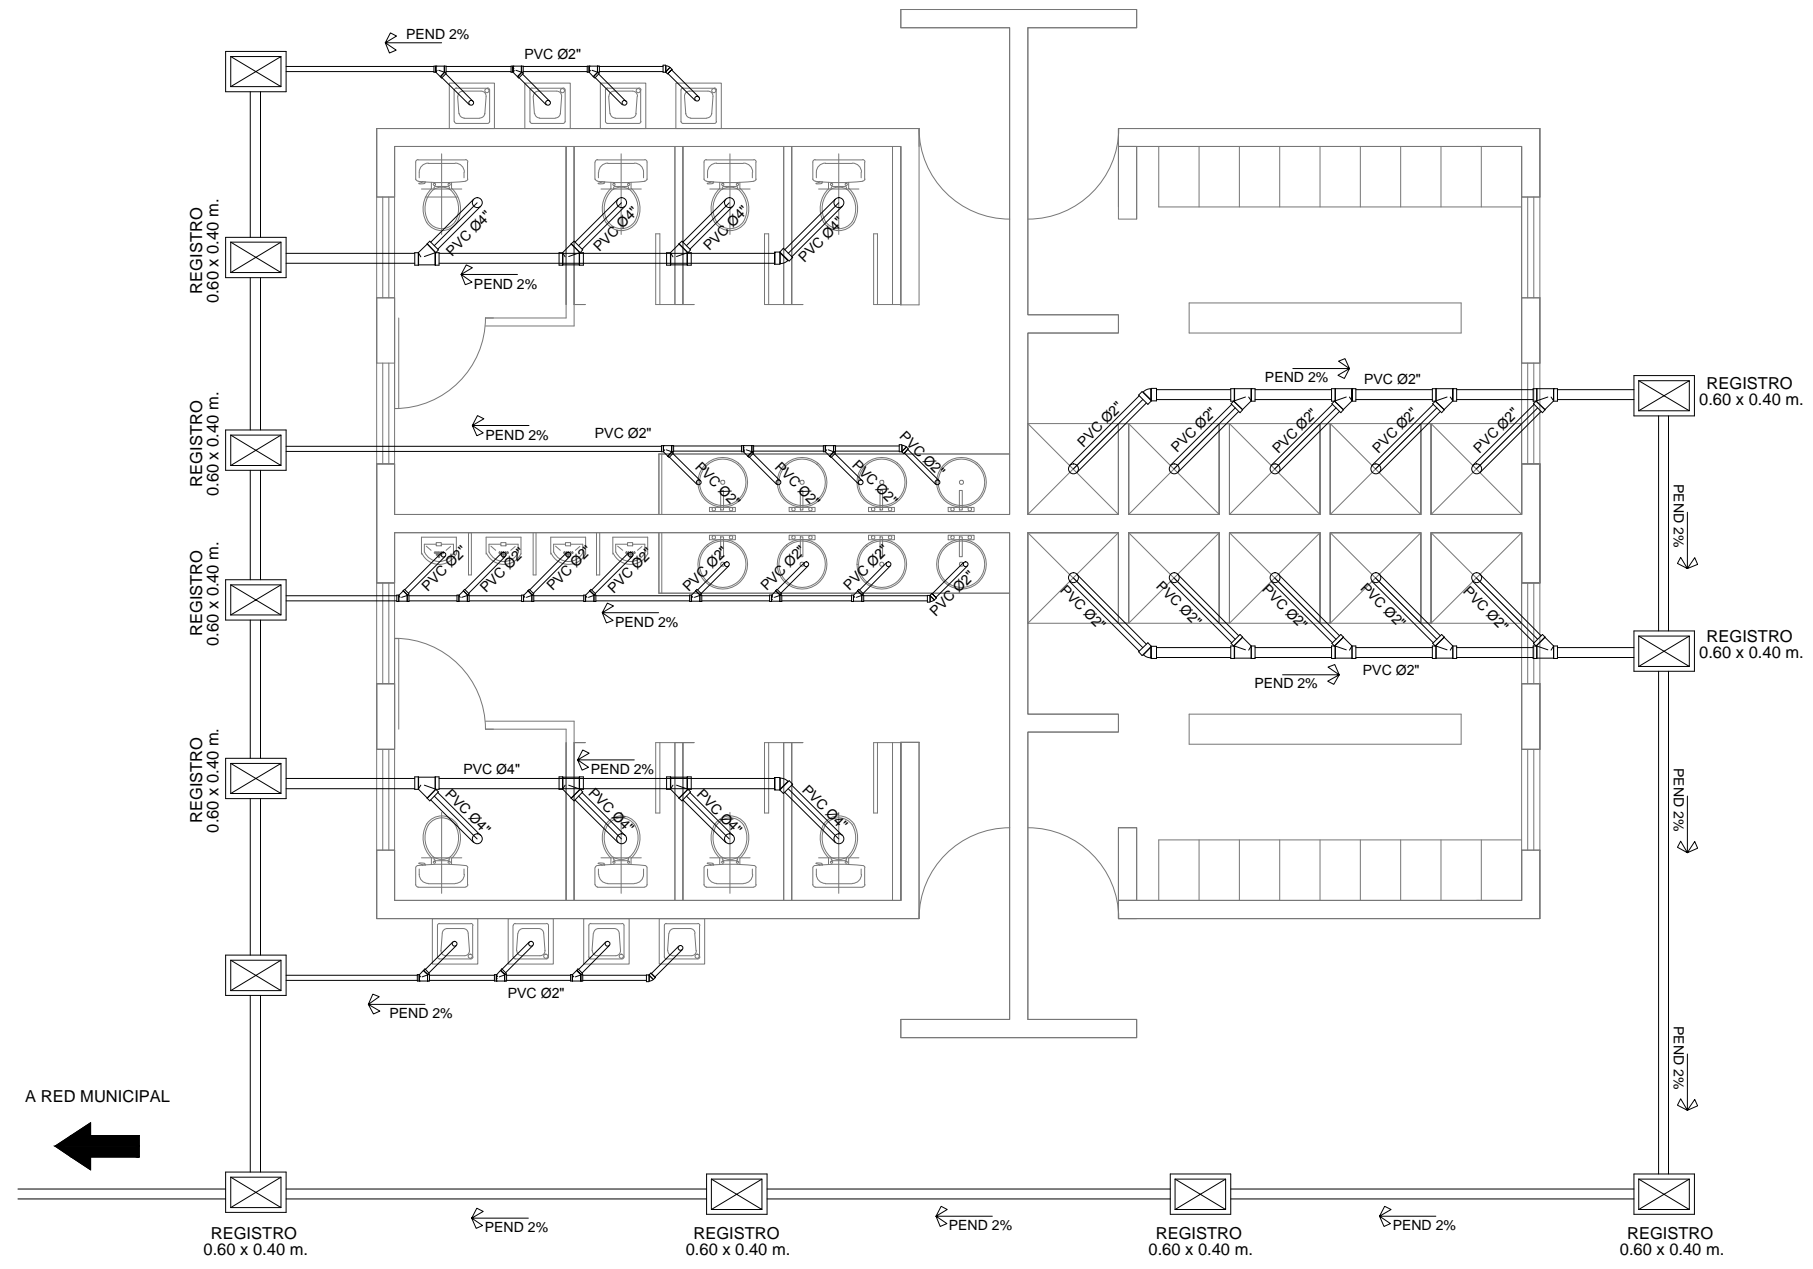 PEND 2%
PVC Ø2"
REGISTRO
0.60 x 0.40 m.
PVC Ø4"
PVC Ø4"
PVC Ø4"
PVC Ø4"
PEND 2%
PEND 2%
PVC Ø2"
REGISTRO
0.60 x 0.40 m.
REGISTRO
0.60 x 0.40 m.
PEND 2%
PVC Ø2"
PVC Ø2"
PVC Ø2"
PVC Ø2"
PVC Ø2"
PVC Ø2"
PVC Ø2"
PVC Ø2"
PVC Ø2"
PVC Ø2"
PEND 2%
REGISTRO
0.60 x 0.40 m.
PVC Ø2"
PVC Ø2"
PVC Ø2"
PVC Ø2"
PVC Ø2"
PVC Ø2"
PVC Ø2"
PVC Ø2"
PEND 2%
PVC Ø2"
PVC Ø2"
PVC Ø2"
PVC Ø2"
PVC Ø2"
REGISTRO
0.60 x 0.40 m.
PEND 2%
PVC Ø2"
REGISTRO
0.60 x 0.40 m.
PVC Ø4"
PEND 2%
PVC Ø4"
PVC Ø4"
PVC Ø4"
PVC Ø4"
PEND 2%
PVC Ø2"
PEND 2%
PEND 2%
A RED MUNICIPAL
REGISTRO
0.60 x 0.40 m.
PEND 2%
REGISTRO
0.60 x 0.40 m.
PEND 2%
REGISTRO
0.60 x 0.40 m.
PEND 2%
REGISTRO
0.60 x 0.40 m.